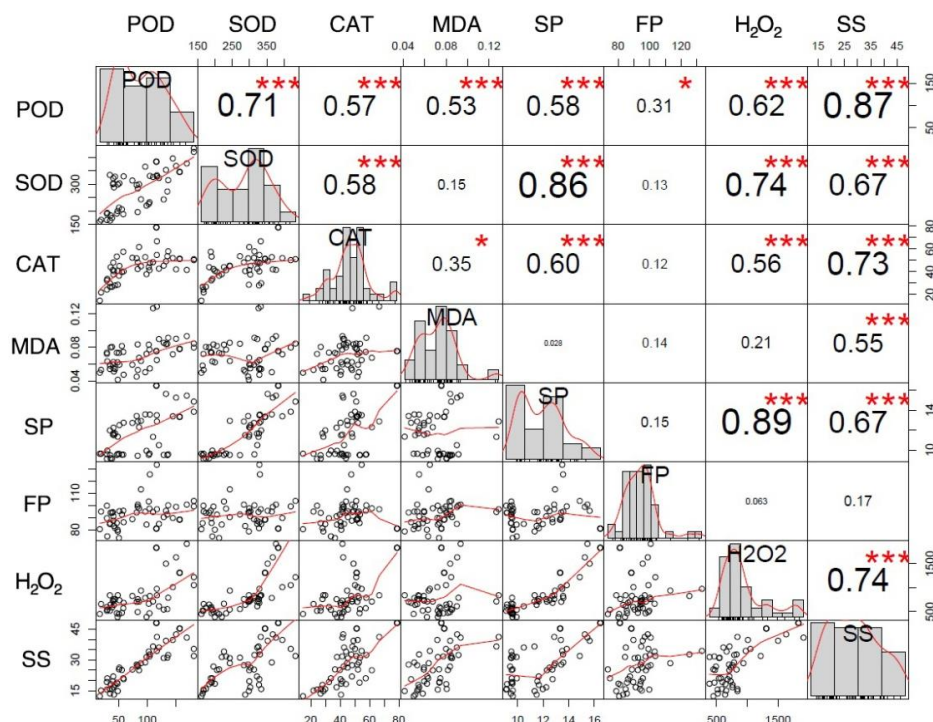 POD SOD CAT MDA SP FP H₂O₂ SS
150 250 350 0.04 0.08 0.12 80 100 120 15 25 35 45
POD POD 0.71 *** 0.57 *** 0.53 *** 0.58 *** 0.31 * 0.62 *** 0.87 *** 50 150
SOD 150 300 SOD 0.58 *** 0.15 0.86 *** 0.13 0.74 *** 0.67 ***
CAT CAT 0.35 * 0.60 *** 0.12 0.56 *** 0.73 *** 20 40 60 80
MDA 0.04 0.08 0.12 MDA 0.028 0.14 0.21 0.55 ***
SP SP 0.15 0.89 *** 0.67 *** 10 14
FP 80 110 FP 0.063 0.17
H₂O₂ H2O2 0.74 *** 500 1500
SS 15 30 45 SS
50 100 20 40 60 80 10 12 14 16 500 1500